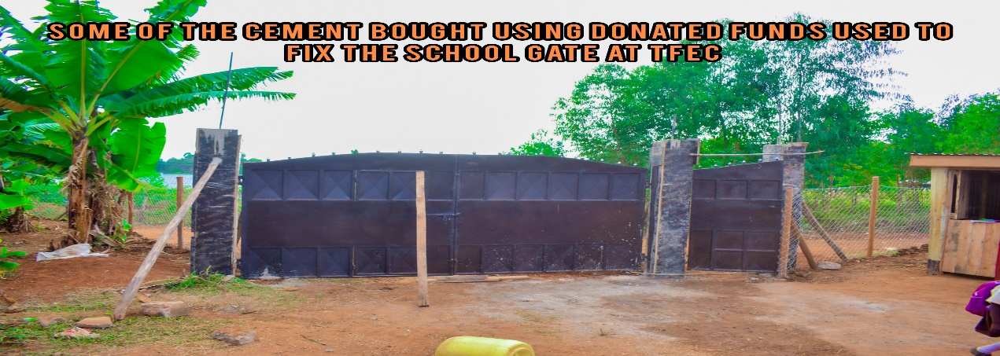 SOME OF THE CEMENT BOUGHT USING DONATED FUNDS USED TO
FIX THE SCHOOL GATE AT TFEC